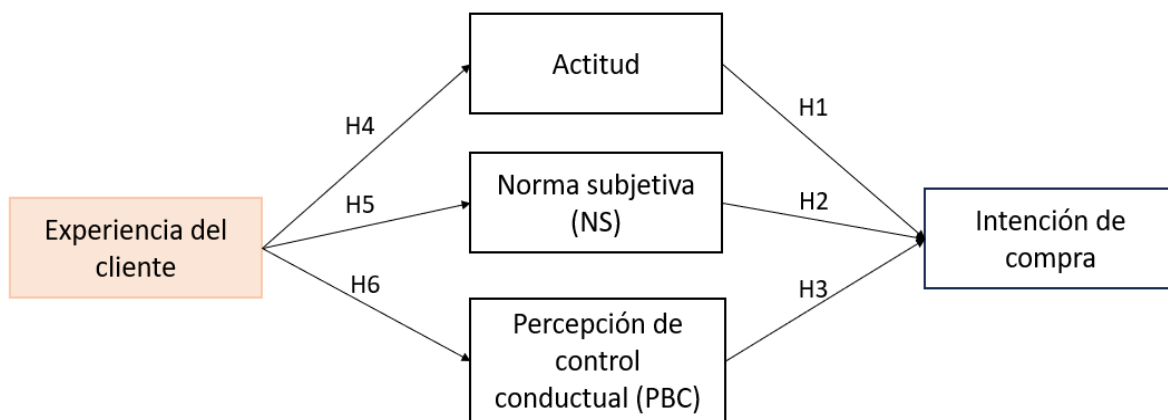 Actitud
H1
H4
Norma subjetiva
(NS)
H5
H2
Experiencia del
cliente
Intención de
compra
H6
H3
Percepción de
control
conductual (PBC)